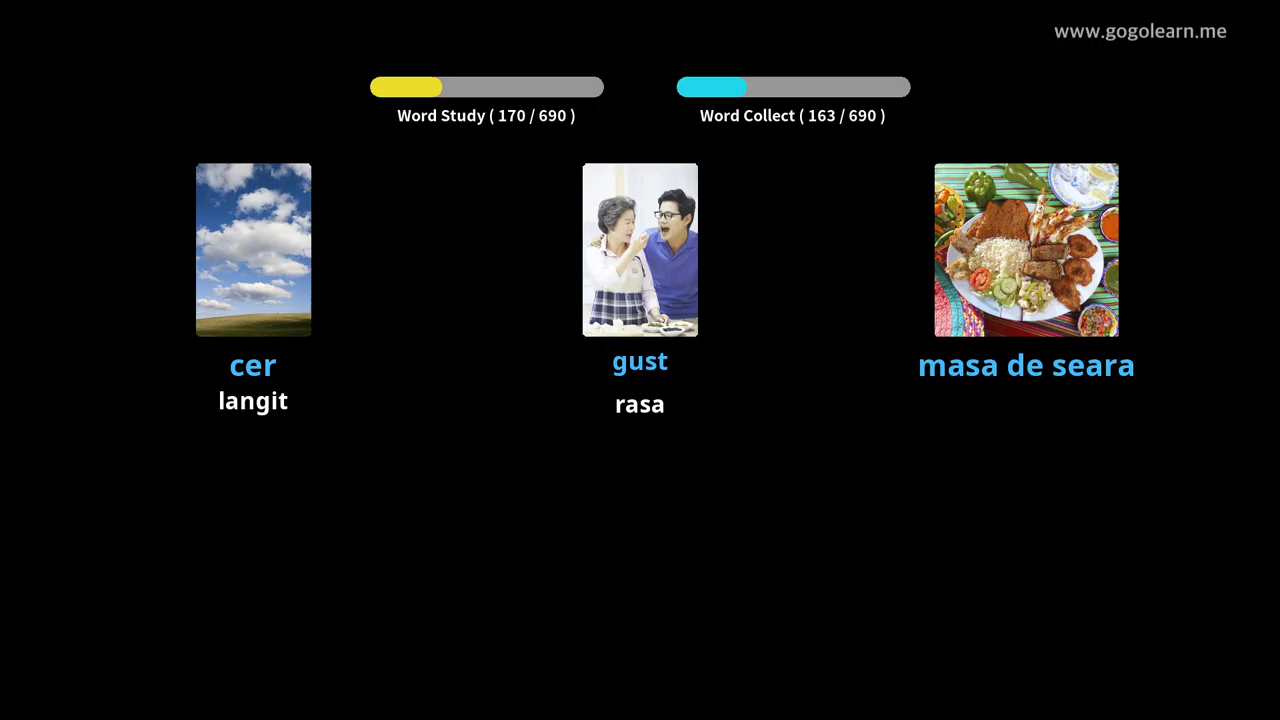 www.gogolearn.me
Word Study ( 170 / 690 )
Word Collect ( 163 / 690 )
cer
langit
gust
rasa
masa de seara